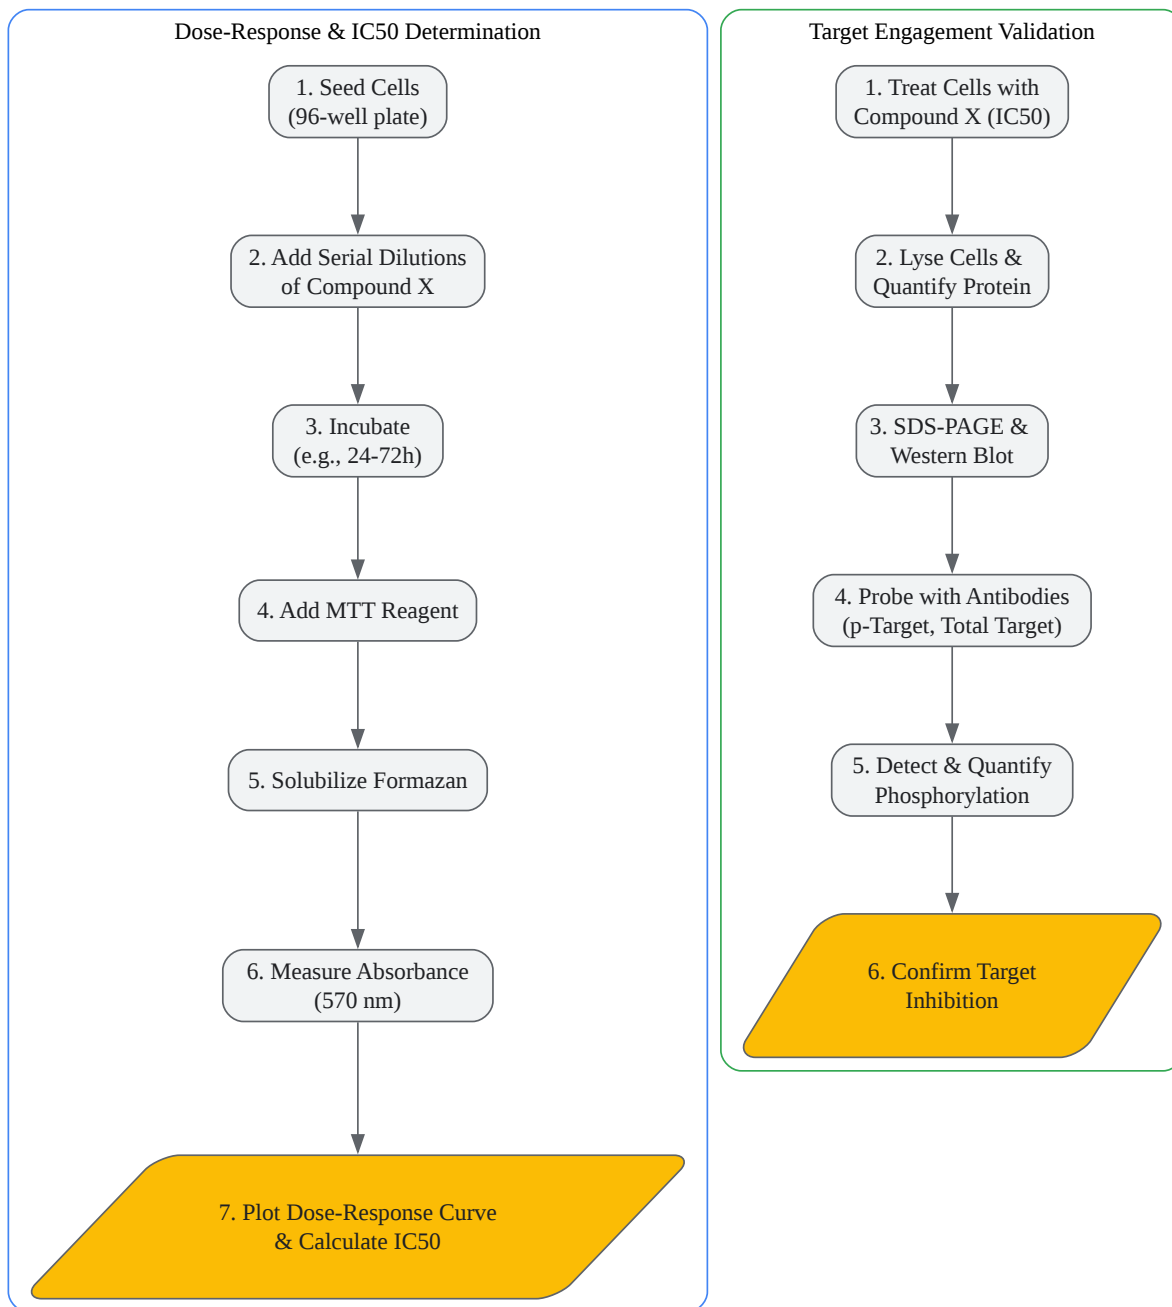 Dose-Response & IC50 Determination
1. Seed Cells
(96-well plate)
2. Add Serial Dilutions
of Compound X
3. Incubate
(e.g., 24-72h)
4. Add MTT Reagent
5. Solubilize Formazan
6. Measure Absorbance
(570 nm)
7. Plot Dose-Response Curve
& Calculate IC50
Target Engagement Validation
1. Treat Cells with
Compound X (IC50)
2. Lyse Cells &
Quantify Protein
3. SDS-PAGE &
Western Blot
4. Probe with Antibodies
(p-Target, Total Target)
5. Detect & Quantify
Phosphorylation
6. Confirm Target
Inhibition